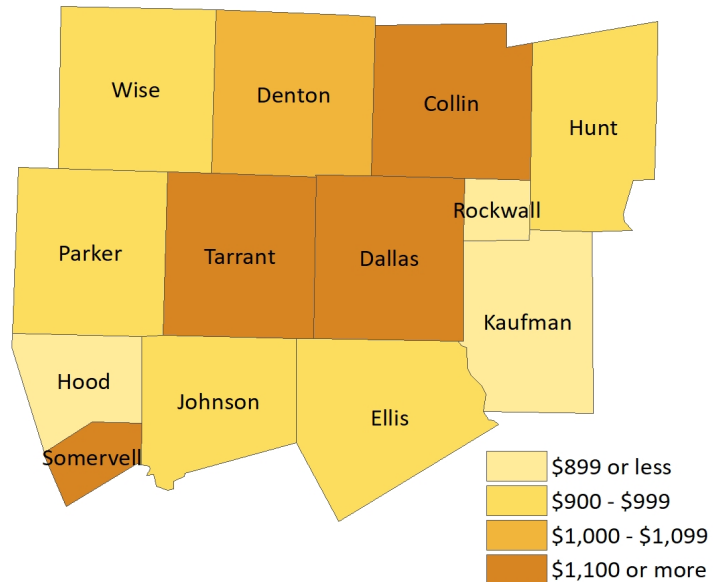 Wise
Denton
Collin
Hunt
Rockwall
Parker
Tarrant
Dallas
Kaufman
Hood
Johnson
Ellis
Somervell
$899 or less
$900 - $999
$1,000 - $1,099
$1,100 or more